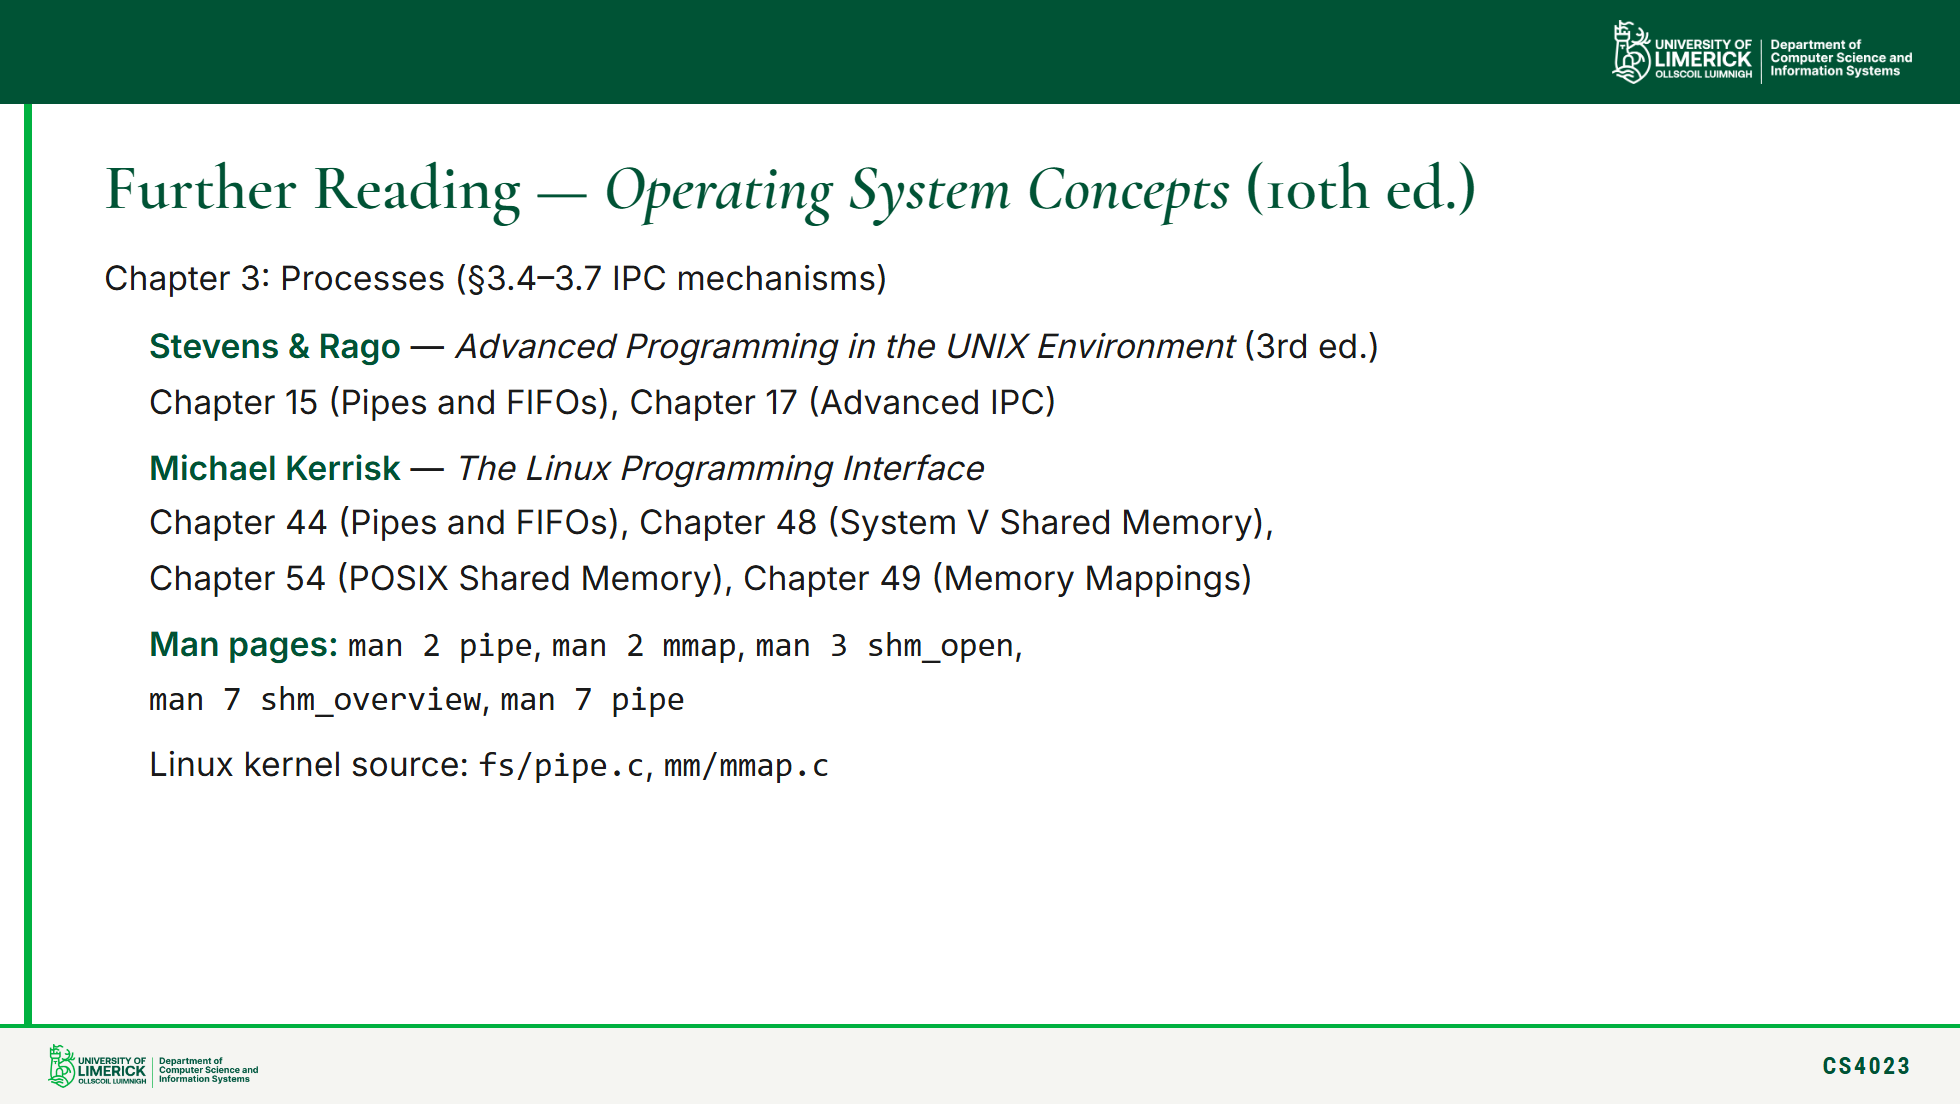 UNIVERSITY OF
LIMERICK
OLLSCOIL LUIMNIGH
Department of
Computer Science and
Information Systems
Further Reading — Operating System Concepts (10th ed.)
Chapter 3: Processes (§3.4–3.7 IPC mechanisms)
Stevens & Rago — Advanced Programming in the UNIX Environment (3rd ed.)
Chapter 15 (Pipes and FIFOs), Chapter 17 (Advanced IPC)
Michael Kerrisk — The Linux Programming Interface
Chapter 44 (Pipes and FIFOs), Chapter 48 (System V Shared Memory),
Chapter 54 (POSIX Shared Memory), Chapter 49 (Memory Mappings)
Man pages: man 2 pipe, man 2 mmap, man 3 shm_open,
man 7 shm_overview, man 7 pipe
Linux kernel source: fs/pipe.c, mm/mmap.c
UNIVERSITY OF
LIMERICK
OLLSCOIL LUIMNIGH
Department of
Computer Science and
Information Systems
CS4023